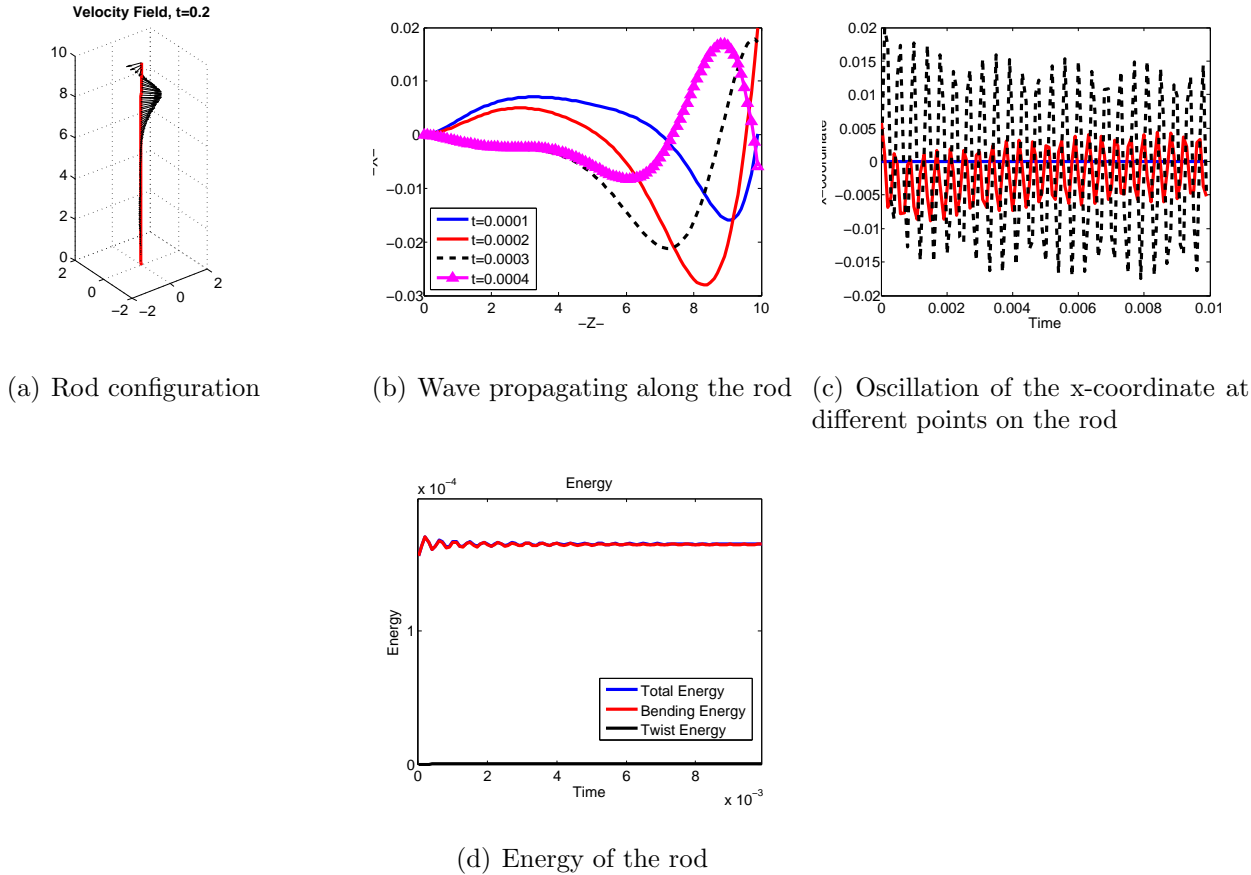 Velocity Field, t=0.2
10
8
6
4
2
0
2
0
−2
−2
0
2
0.02
0.01
0
−0.01
−0.02
−0.03
−X−
t=0.0001
t=0.0002
t=0.0003
t=0.0004
0
2
4
6
8
10
−Z−
0.02
0.015
0.01
0.005
0
−0.005
−0.01
−0.015
−0.02
x−coordinate
0
0.002
0.004
0.006
0.008
0.01
Time
(a) Rod configuration
(b) Wave propagating along the rod
(c) Oscillation of the x-coordinate at
different points on the rod
x 10⁻⁴
Energy
1
0
Energy
Total Energy
Bending Energy
Twist Energy
0
2
4
6
8
Time
x 10⁻³
(d) Energy of the rod